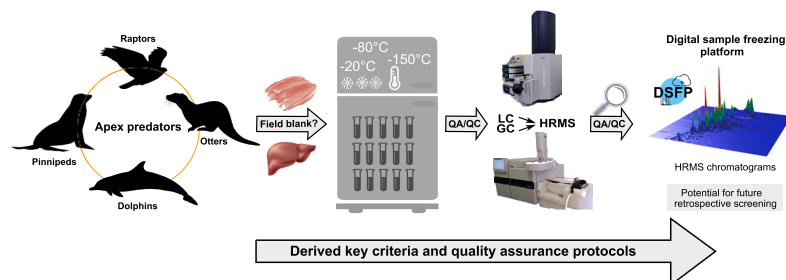 Raptors
Apex predators
Otters
Pinnipeds
Dolphins
Field blank?
-80°C
-20°C
-150°C
QA/QC
LC
GC
HRMS
QA/QC
Digital sample freezing
platform
DSFP
HRMS chromatograms
Potential for future
retrospective screening
Derived key criteria and quality assurance protocols